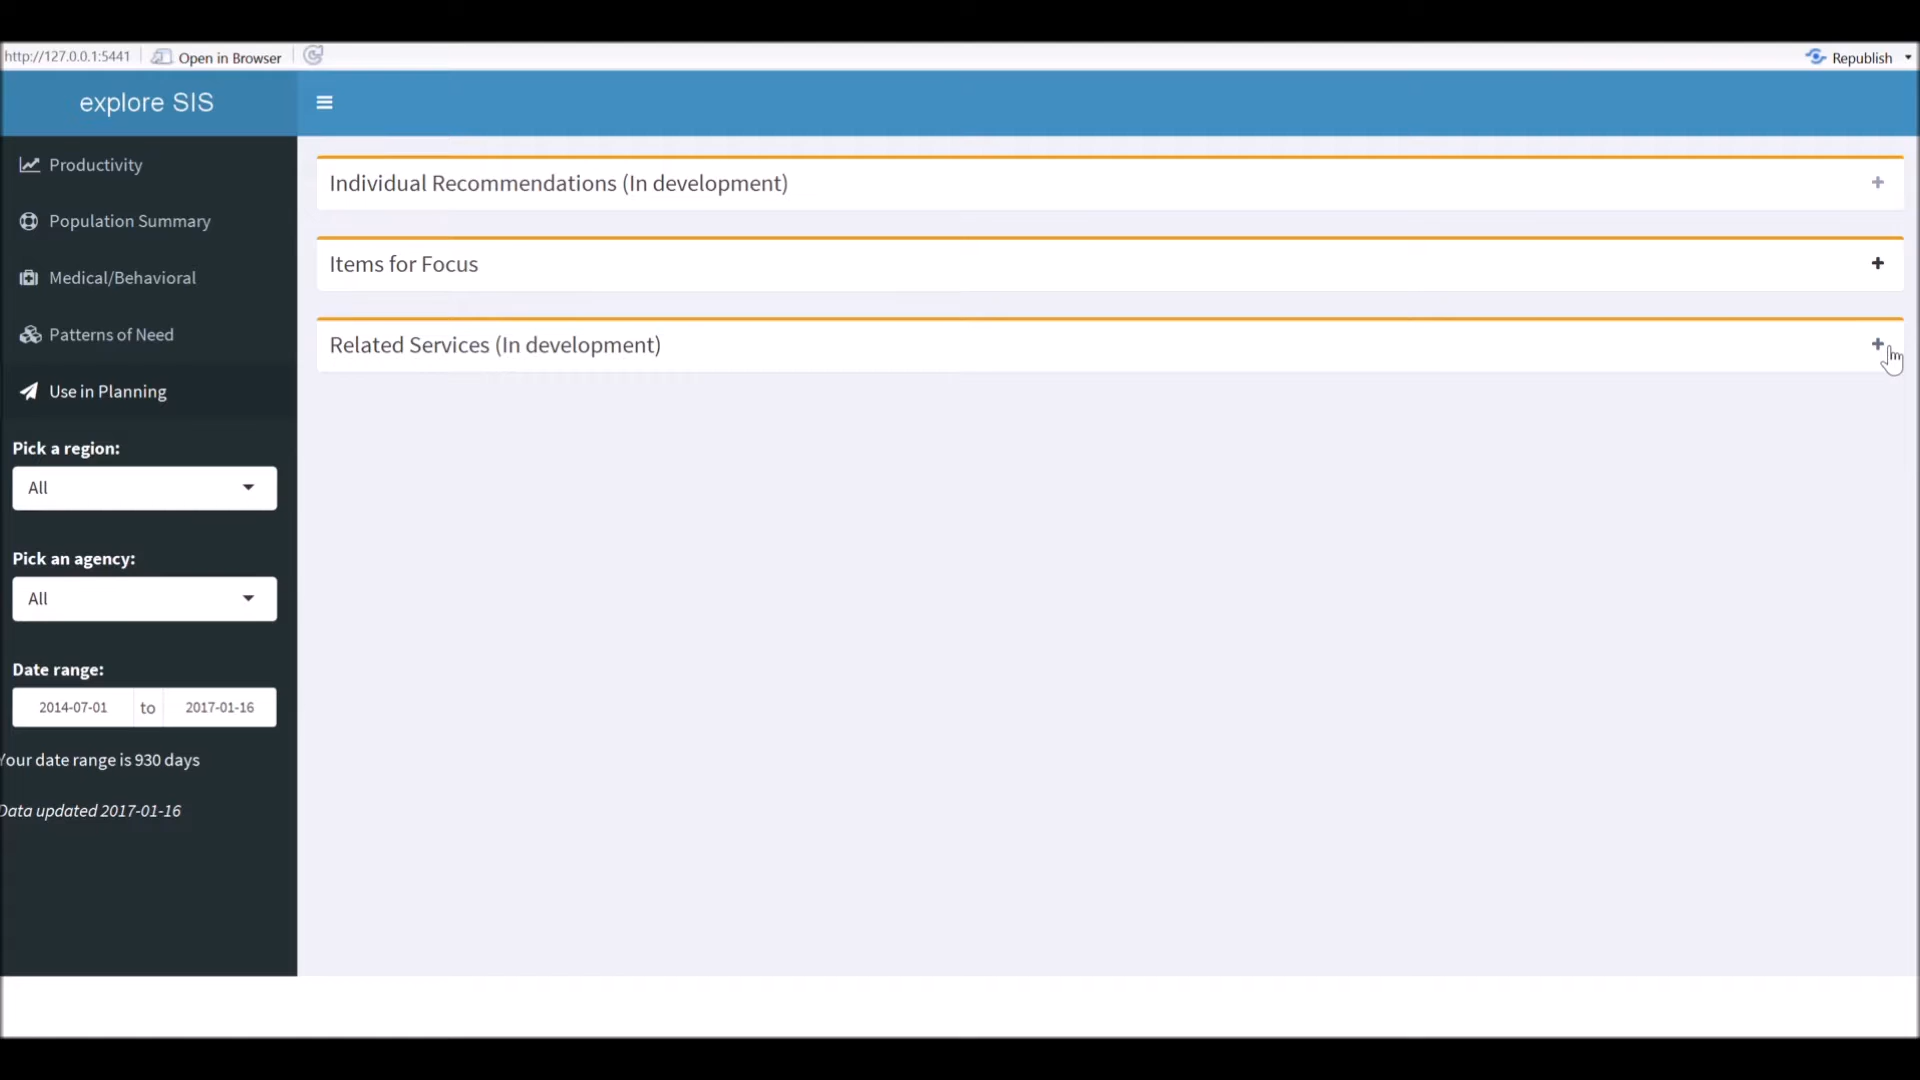 http://127.0.0.1:5441 Open in Browser Republish
explore SIS
Productivity
Population Summary
Medical/Behavioral
Patterns of Need
Use in Planning
Pick a region:
All
Pick an agency:
All
Date range:
2014-07-01 to 2017-01-16
Your date range is 930 days
Data updated 2017-01-16
Individual Recommendations (In development)
Items for Focus
Related Services (In development)